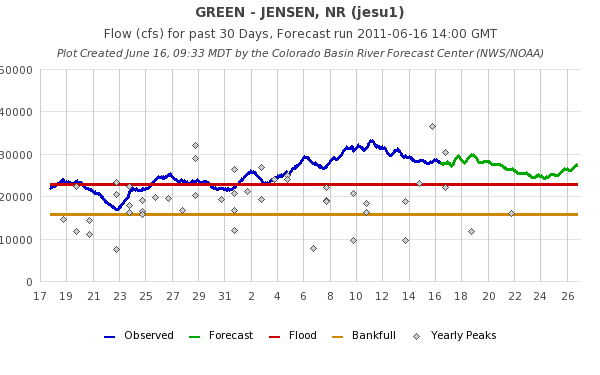 GREEN - JENSEN, NR (jesu1)
Flow (cfs) for past 30 Days, Forecast run 2011-06-16 14:00 GMT
Plot Created June 16, 09:33 MDT by the Colorado Basin River Forecast Center (NWS/NOAA)
50000
40000
30000
20000
10000
0
17 19 21 23 25 27 29 31 2 4 6 8 10 12 14 16 18 20 22 24 26
Observed Forecast Flood Bankfull Yearly Peaks